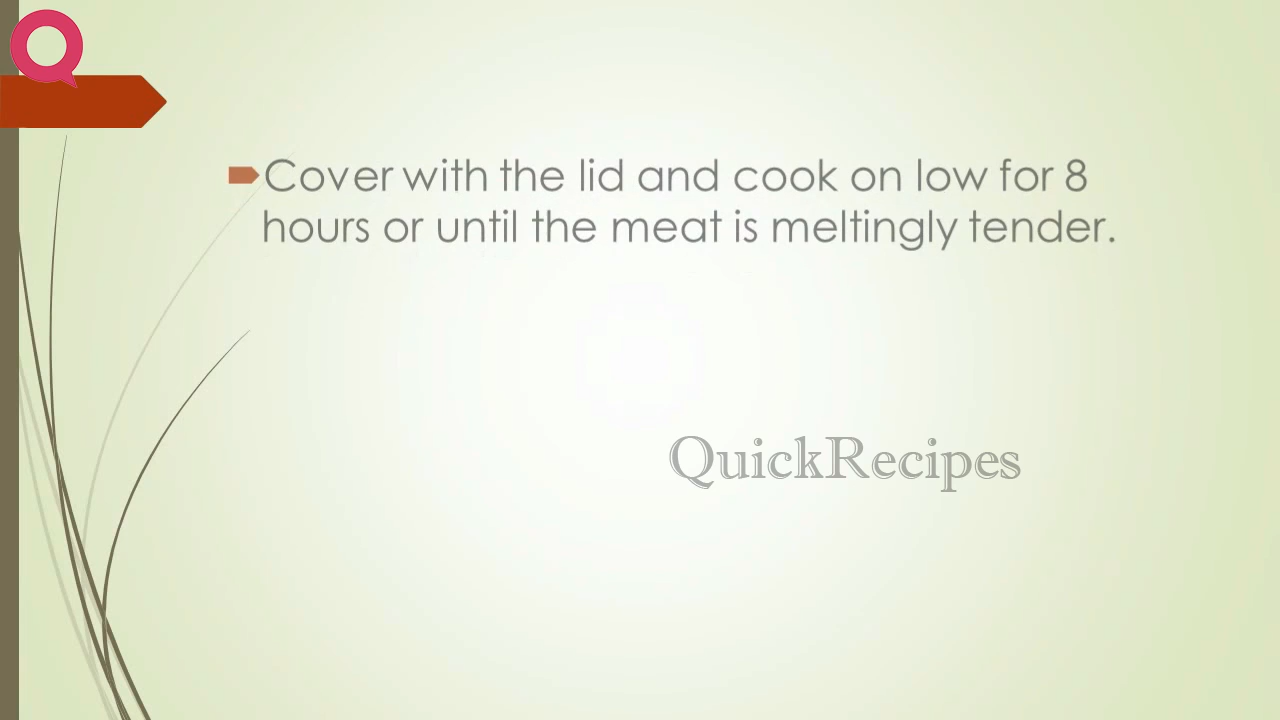 Cover with the lid and cook on low for 8
hours or until the meat is meltingly tender.
QuickRecipes